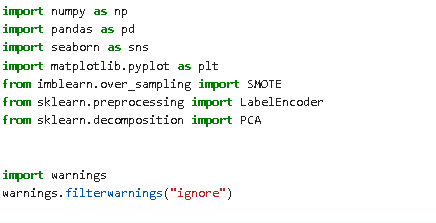 import numpy as np
import pandas as pd
import seaborn as sns
import matplotlib.pyplot as plt
from imblearn.over_sampling import SMOTE
from sklearn.preprocessing import LabelEncoder
from sklearn.decomposition import PCA
import warnings
warnings.filterwarnings("ignore")